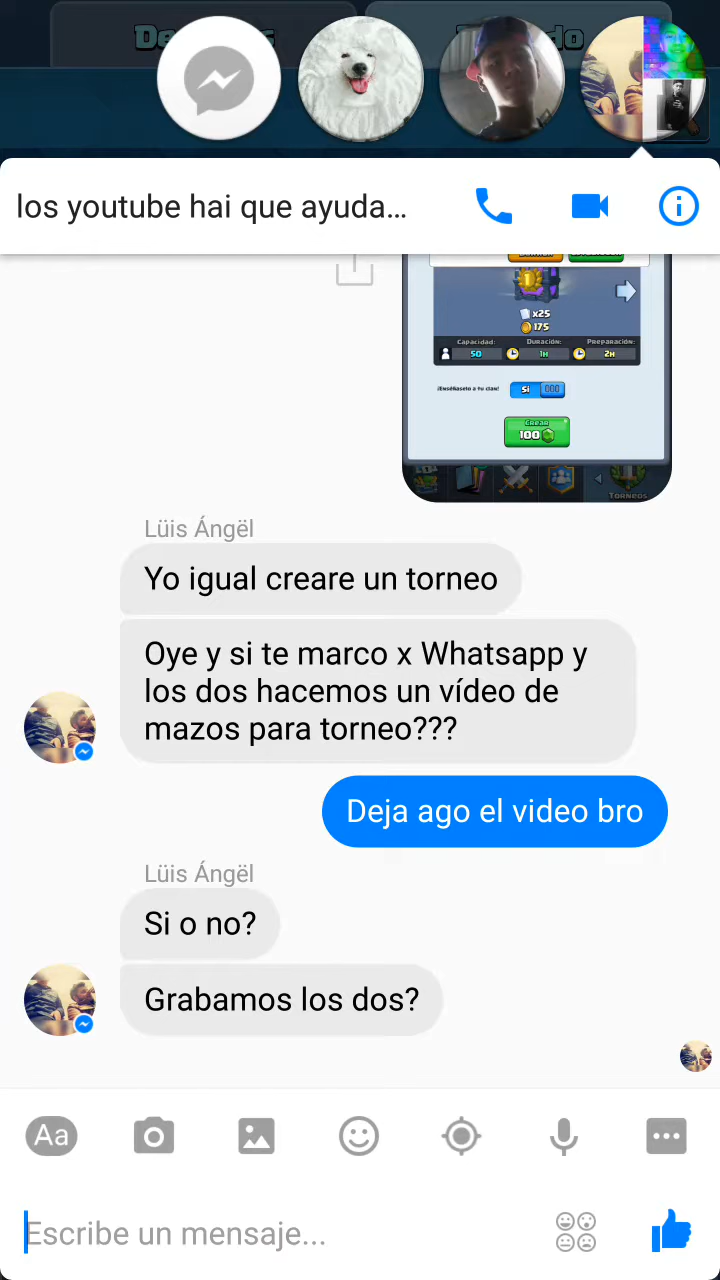 los youtube hai que ayuda...
x25
175
Capacidad: Duración: Preparación:
50 1H 2H
¡Enséñaselo a tu clan! Sí
Crear
100
Torneos
Lüis Ángël
Yo igual creare un torneo
Oye y si te marco x Whatsapp y
los dos hacemos un vídeo de
mazos para torneo???
Deja ago el video bro
Lüis Ángël
Si o no?
Grabamos los dos?
Aa
Escribe un mensaje...